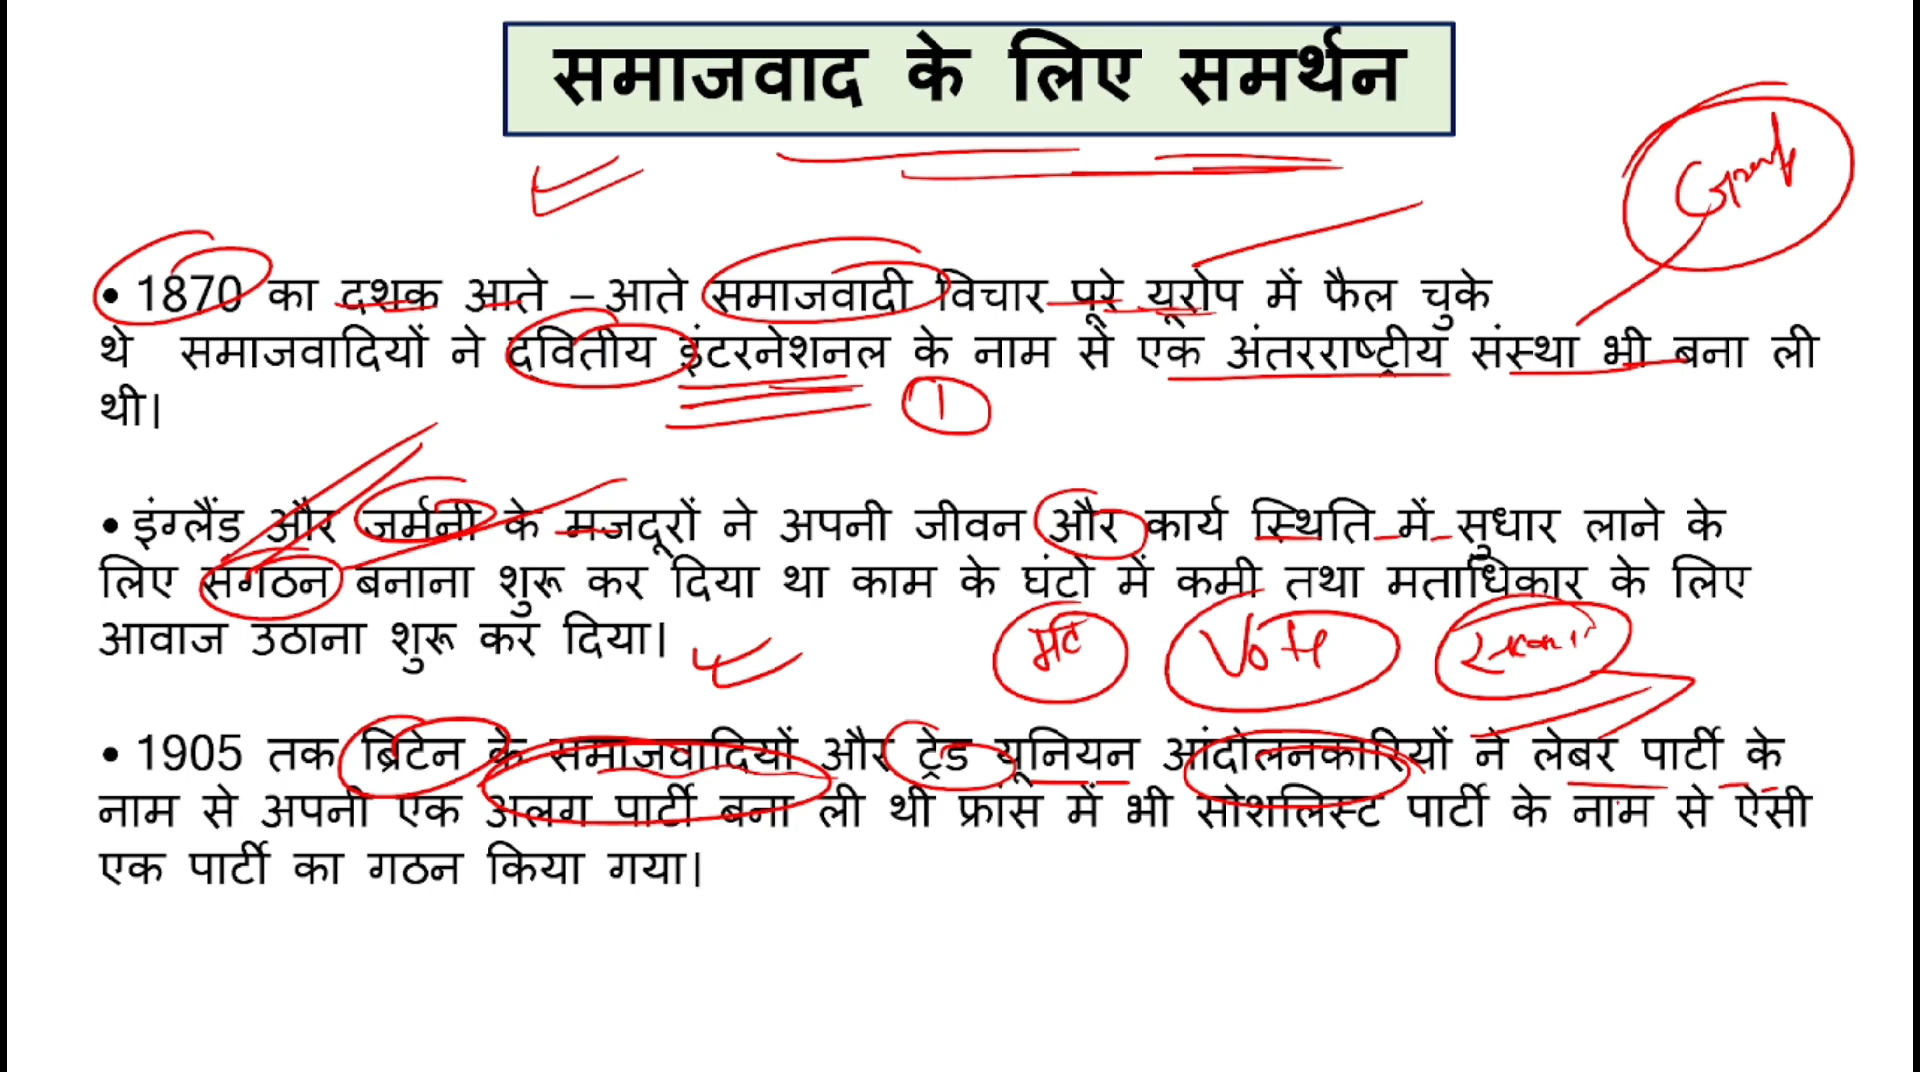 समाजवाद के लिए समर्थन
• 1870 का दशक आते – आते समाजवादी विचार पूरे यूरोप में फैल चुके
थे समाजवादियों ने दवितीय इंटरनेशनल के नाम से एक अंतरराष्ट्रीय संस्था भी बना ली
थी।
1
• इंग्लैंड और जर्मनी के मजदूरों ने अपनी जीवन और कार्य स्थिति में सुधार लाने के
लिए संगठन बनाना शुरू कर दिया था काम के घंटों में कमी तथा मताधिकार के लिए
आवाज उठाना शुरू कर दिया।
Vote
• 1905 तक ब्रिटेन के समाजवादियों और ट्रेड यूनियन आंदोलनकारियों ने लेबर पार्टी के
नाम से अपनी एक अलग पार्टी बना ली थी फ्रांस में भी सोशलिस्ट पार्टी के नाम से ऐसी
एक पार्टी का गठन किया गया।